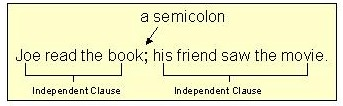 a semicolon
Joe read the book; his friend saw the movie.
Independent Clause Independent Clause